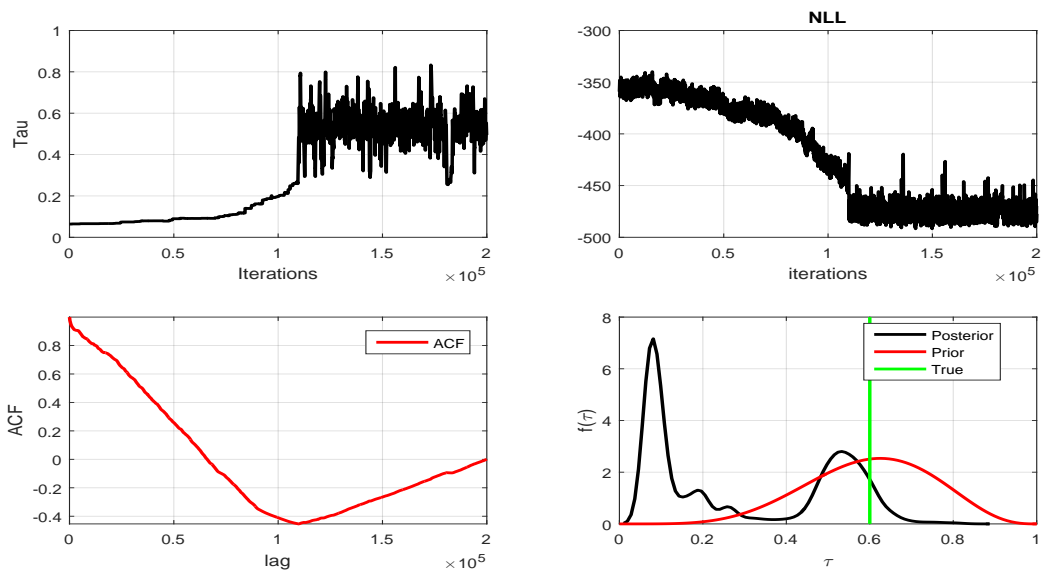 1
0.8
0.6
0.4
0.2
0
Tau
0 0.5 1 1.5 2
Iterations
×10^5
NLL
-300
-350
-400
-450
-500
0 0.5 1 1.5 2
iterations
×10^5
0.8
0.6
0.4
0.2
0
-0.2
-0.4
ACF
ACF
0 0.5 1 1.5 2
lag
×10^5
8
6
4
2
0
f(τ)
Posterior
Prior
True
0 0.2 0.4 0.6 0.8 1
τ